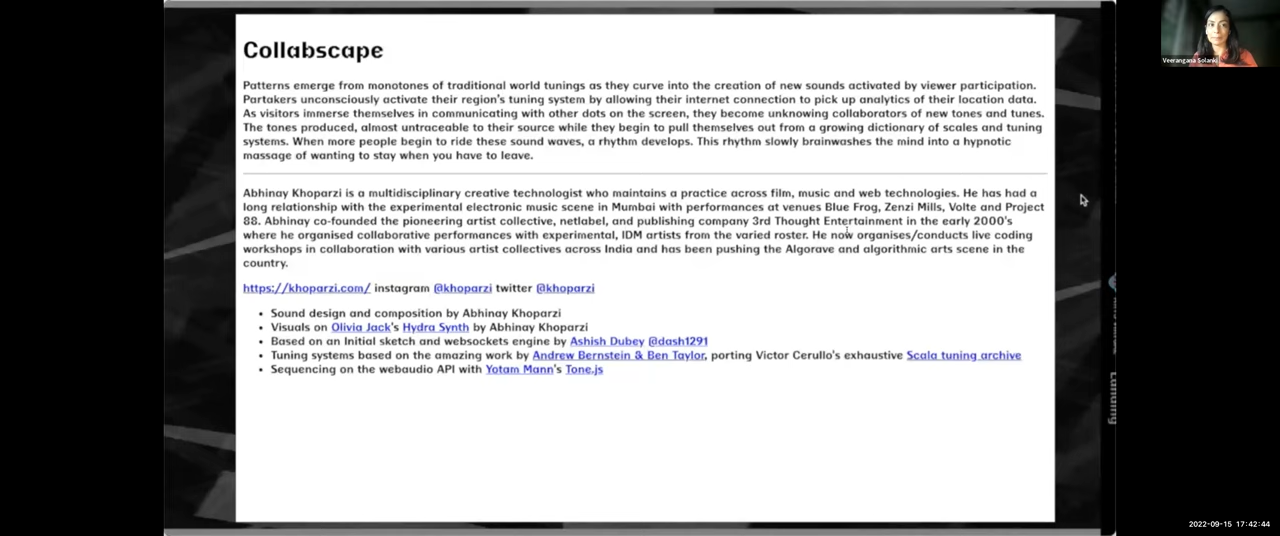 Collabscape
Patterns emerge from monotones of traditional world tunings as they curve into the creation of new sounds activated by viewer participation.
Partakers unconsciously activate their region's tuning system by allowing their internet connection to pick up analytics of their location data.
As visitors immerse themselves in communicating with other dots on the screen, they become unknowing collaborators of new tones and tunes.
The tones produced, almost untraceable to their source while they begin to pull themselves out from a growing dictionary of scales and tuning
systems. When more people begin to ride these sound waves, a rhythm develops. This rhythm slowly brainwashes the mind into a hypnotic
massage of wanting to stay when you have to leave.
Abhinay Khoparzi is a multidisciplinary creative technologist who maintains a practice across film, music and web technologies. He has had a
long relationship with the experimental electronic music scene in Mumbai with performances at venues Blue Frog, Zenzi Mills, Volte and Project
88. Abhinay co-founded the pioneering artist collective, netlabel, and publishing company 3rd Thought Entertainment in the early 2000's
where he organised collaborative performances with experimental, IDM artists from the varied roster. He now organises/conducts live coding
workshops in collaboration with various artist collectives across India and has been pushing the Algorave and algorithmic arts scene in the
country.
https://khoparzi.com/ instagram @khoparzi twitter @khoparzi
• Sound design and composition by Abhinay Khoparzi
• Visuals on Olivia Jack's Hydra Synth by Abhinay Khoparzi
• Based on an Initial sketch and websockets engine by Ashish Dubey @dash1291
• Tuning systems based on the amazing work by Andrew Bernstein & Ben Taylor, porting Victor Cerullo's exhaustive Scala tuning archive
• Sequencing on the webaudio API with Yotam Mann's Tone.js
Landing
Veerangana Solanki
2022-09-15 17:42:44